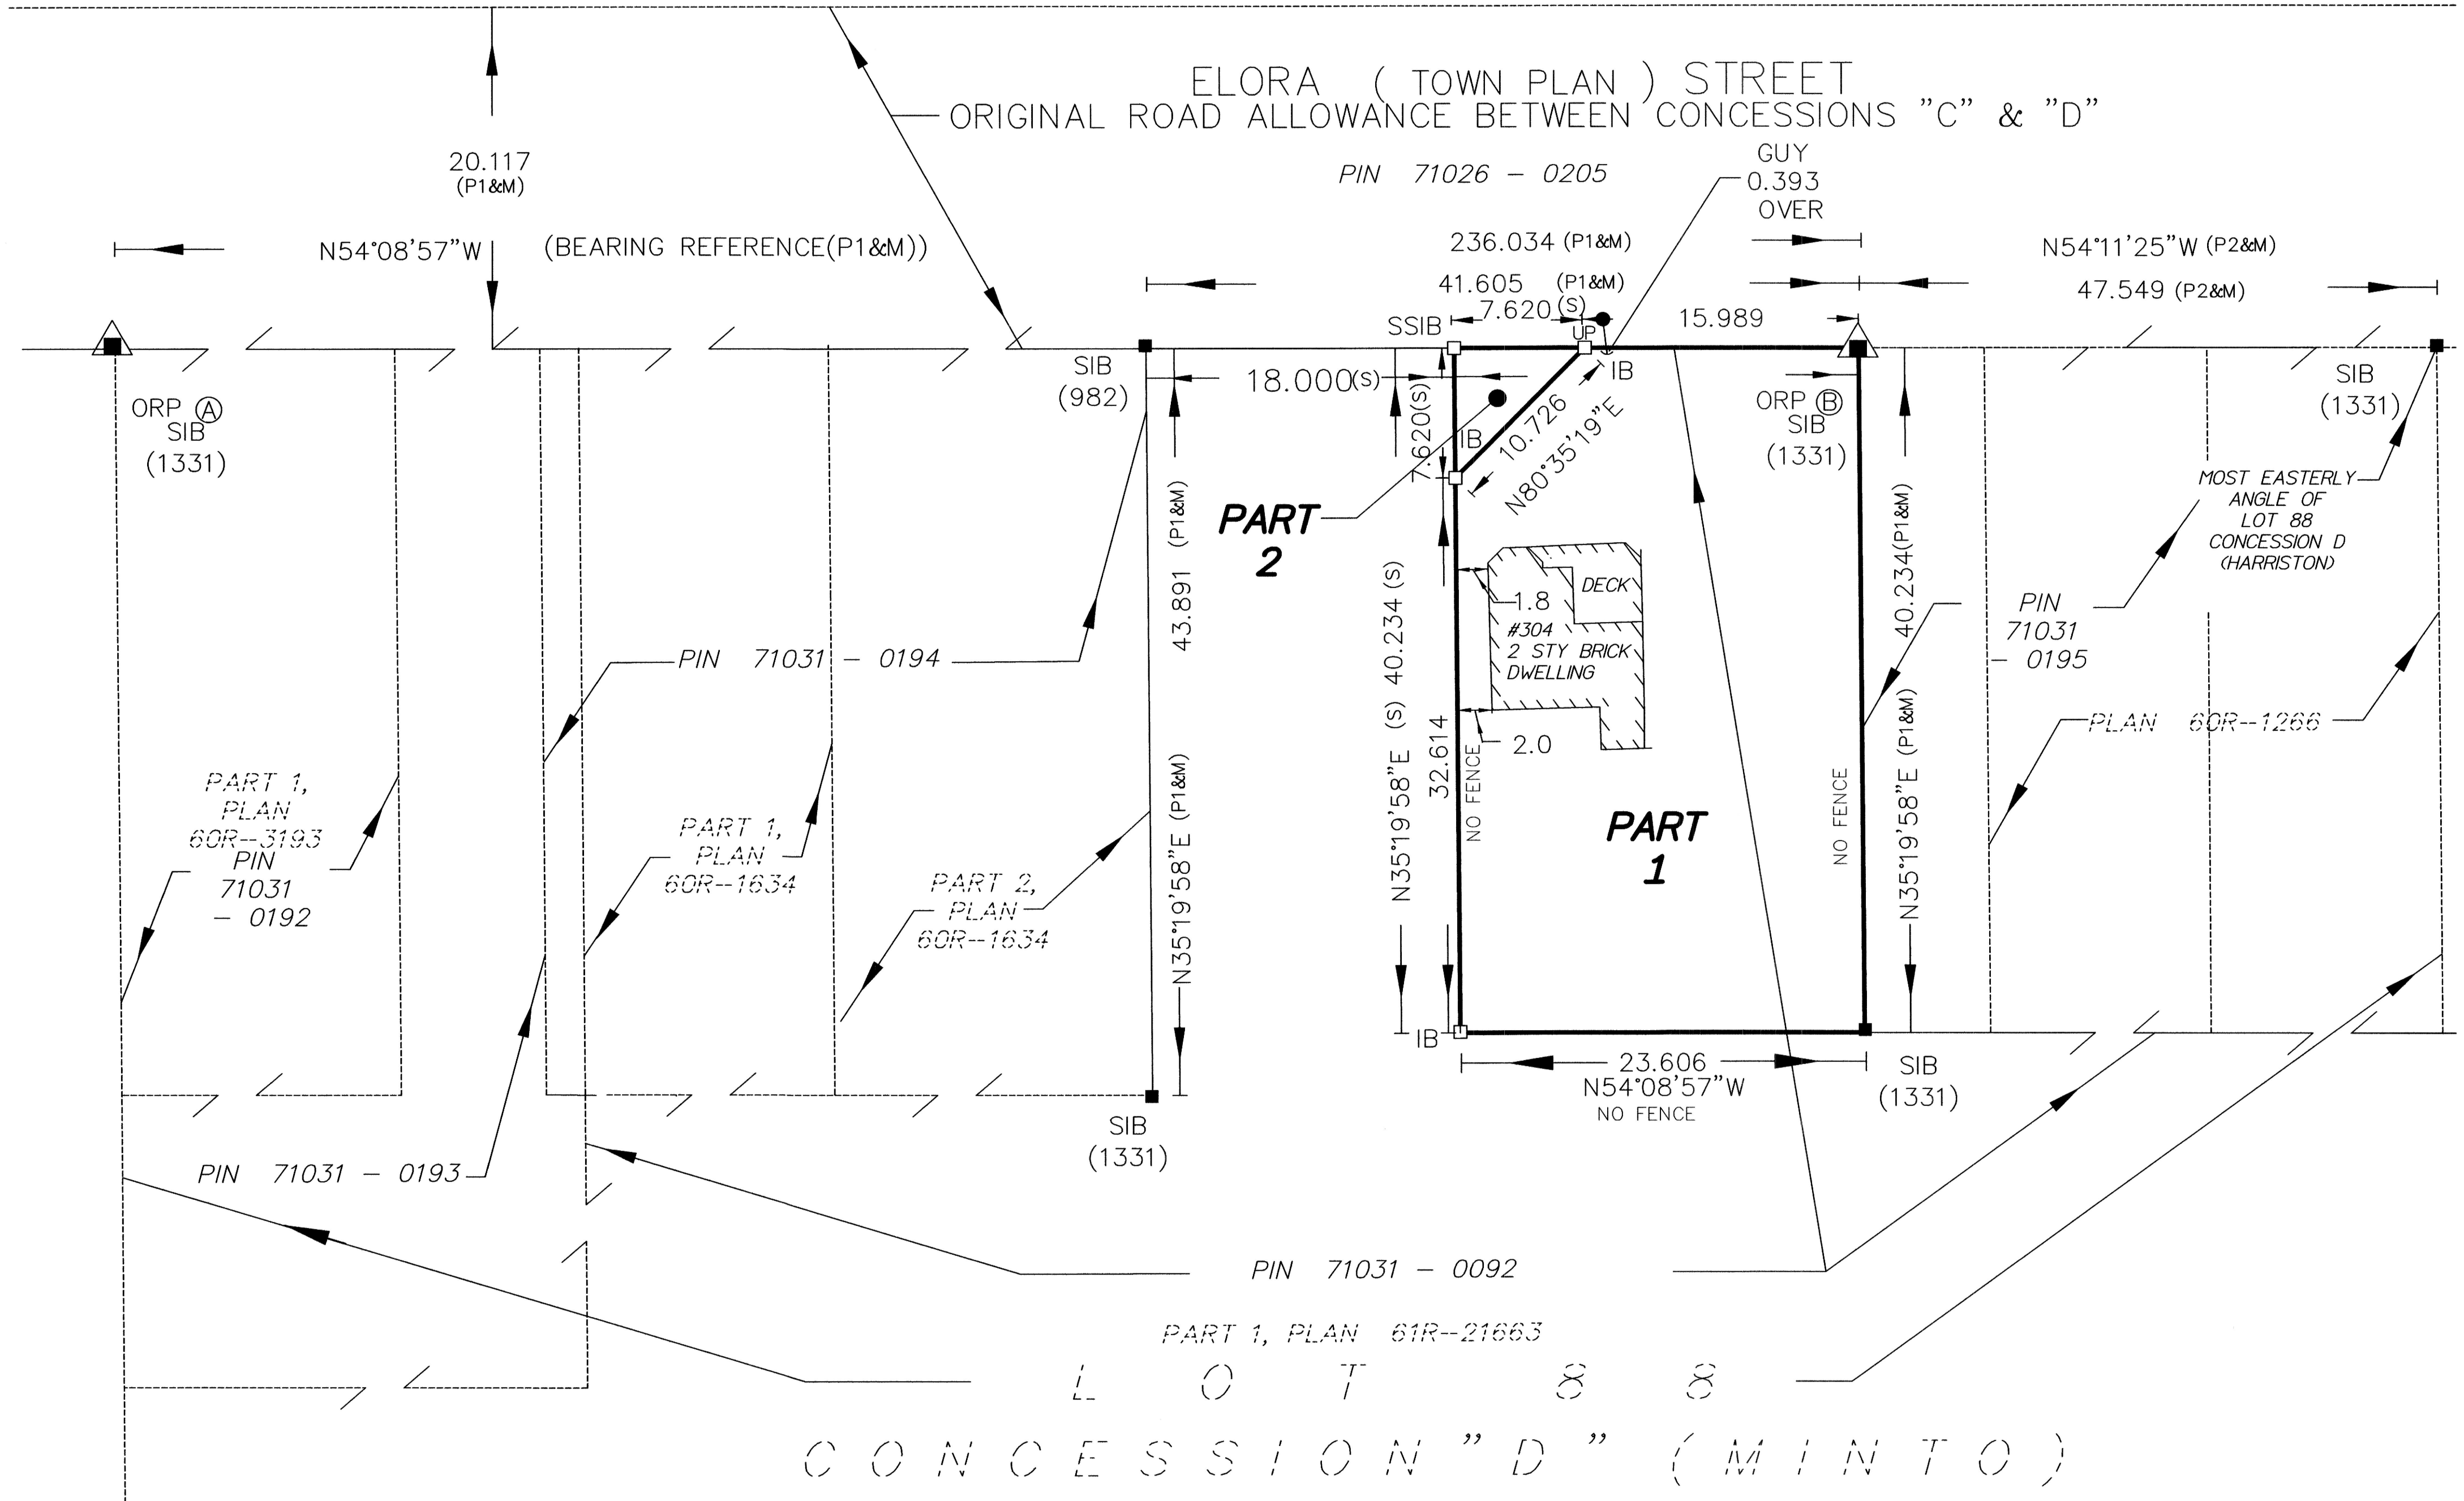 ELORA ( TOWN PLAN ) STREET
ORIGINAL ROAD ALLOWANCE BETWEEN CONCESSIONS "C" & "D"
PIN 71026 - 0205
GUY
0.393
OVER
20.117
(P1&M)
N54°08'57"W (BEARING REFERENCE(P1&M))
236.034 (P1&M)
41.605 (P1&M)
7.620(S)
15.989
N54°11'25"W (P2&M)
47.549 (P2&M)
SSIB
UP
IB
ORP A
SIB
(1331)
SIB
(982)
18.000(S)
7.620(S)
IB
10.726
N80°35'19"E
ORP B
SIB
(1331)
SIB
(1331)
MOST EASTERLY
ANGLE OF
LOT 88
CONCESSION D
(HARRISTON)
PART
2
43.891 (P1&M)
N35°19'58"E (P1&M)
N35°19'58"E (S) 40.234 (S)
32.614
NO FENCE
1.8
DECK
#304
2 STY BRICK
DWELLING
2.0
PART
1
NO FENCE
40.234(P1&M)
N35°19'58"E (P1&M)
PIN
71031
- 0195
PLAN 60R--1266
PIN 71031 - 0194
PART 1,
PLAN
60R--3193
PIN
71031
- 0192
PART 1,
PLAN
60R--1634
PART 2,
PLAN
60R--1634
IB
23.606
N54°08'57"W
NO FENCE
SIB
(1331)
SIB
(1331)
PIN 71031 - 0193
PIN 71031 - 0092
PART 1, PLAN 61R--21663
LOT 88
CONCESSION "D" (MINTO)